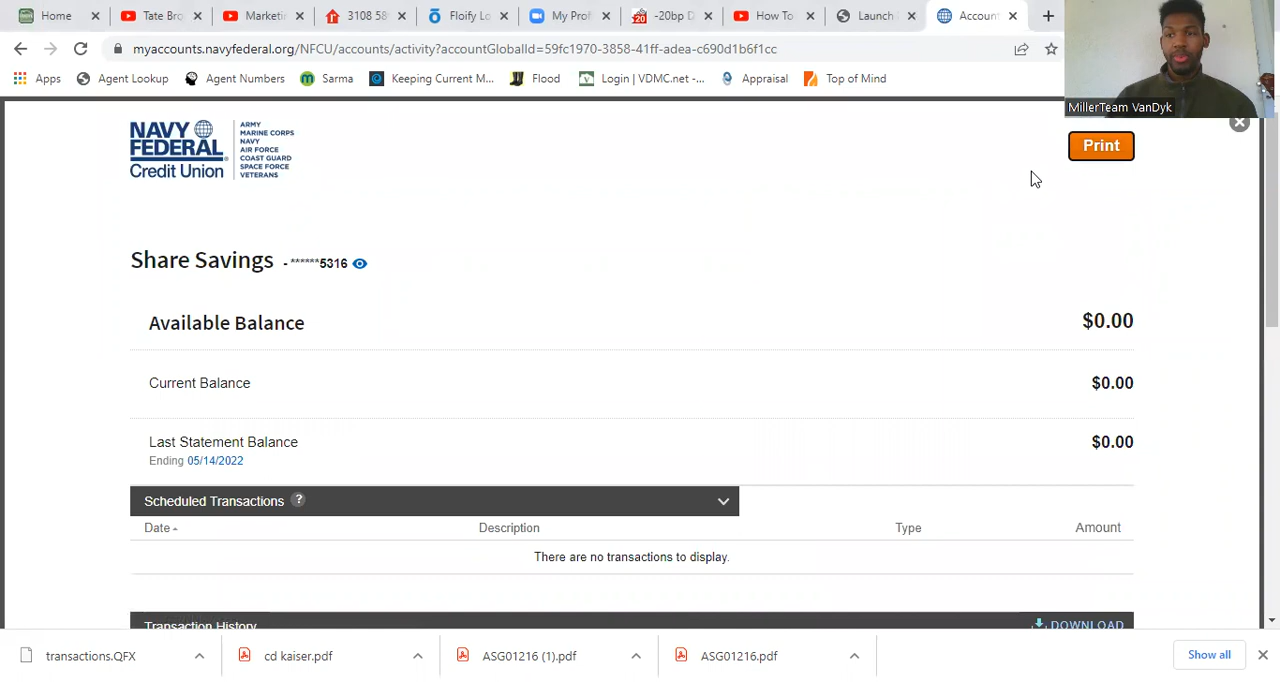 Home Tate Bro Marketin 3108 58 Floify Lo My Prof -20bp D How To Launch Accoun
myaccounts.navyfederal.org/NFCU/accounts/activity?accountGlobalId=59fc1970-3858-41ff-adea-c690d1b6f1cc
Apps Agent Lookup Agent Numbers Sarma Keeping Current M... Flood Login | VDMC.net -... Appraisal Top of Mind
MillerTeam VanDyk
NAVY FEDERAL Credit Union
ARMY
MARINE CORPS
NAVY
AIR FORCE
COAST GUARD
SPACE FORCE
VETERANS
Print
Share Savings - ******5316
Available Balance $0.00
Current Balance $0.00
Last Statement Balance $0.00
Ending 05/14/2022
Scheduled Transactions ?
Date Description Type Amount
There are no transactions to display.
Transaction History DOWNLOAD
transactions.QFX cd kaiser.pdf ASG01216 (1).pdf ASG01216.pdf Show all